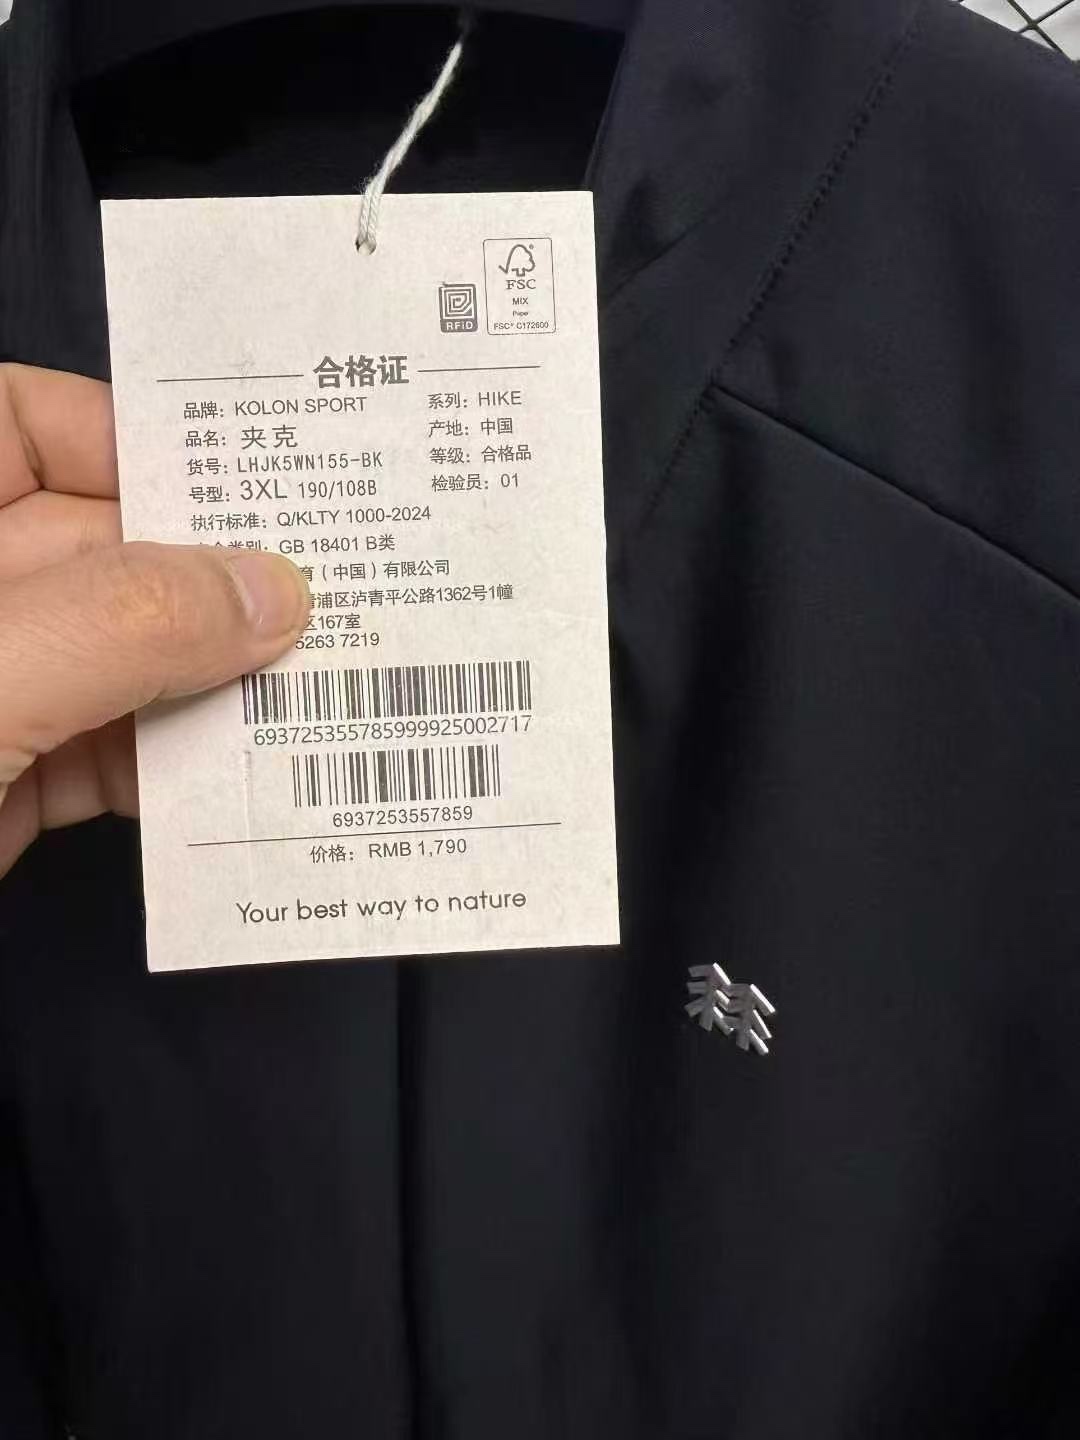 FSC
MIX
Paper
FSC® C172600
RFiD
合格证
品牌：KOLON SPORT 系列：HIKE
品名：夹克 产地：中国
货号：LHJK5WN155-BK 等级：合格品
号型：3XL 190/108B 检验员：01
执行标准：Q/KLTY 1000-2024
类别：GB 18401 B类
育（中国）有限公司
青浦区沪青平公路1362号1幢
区167室
5263 7219
693725355785999925002717
6937253557859
价格：RMB 1,790
Your best way to nature